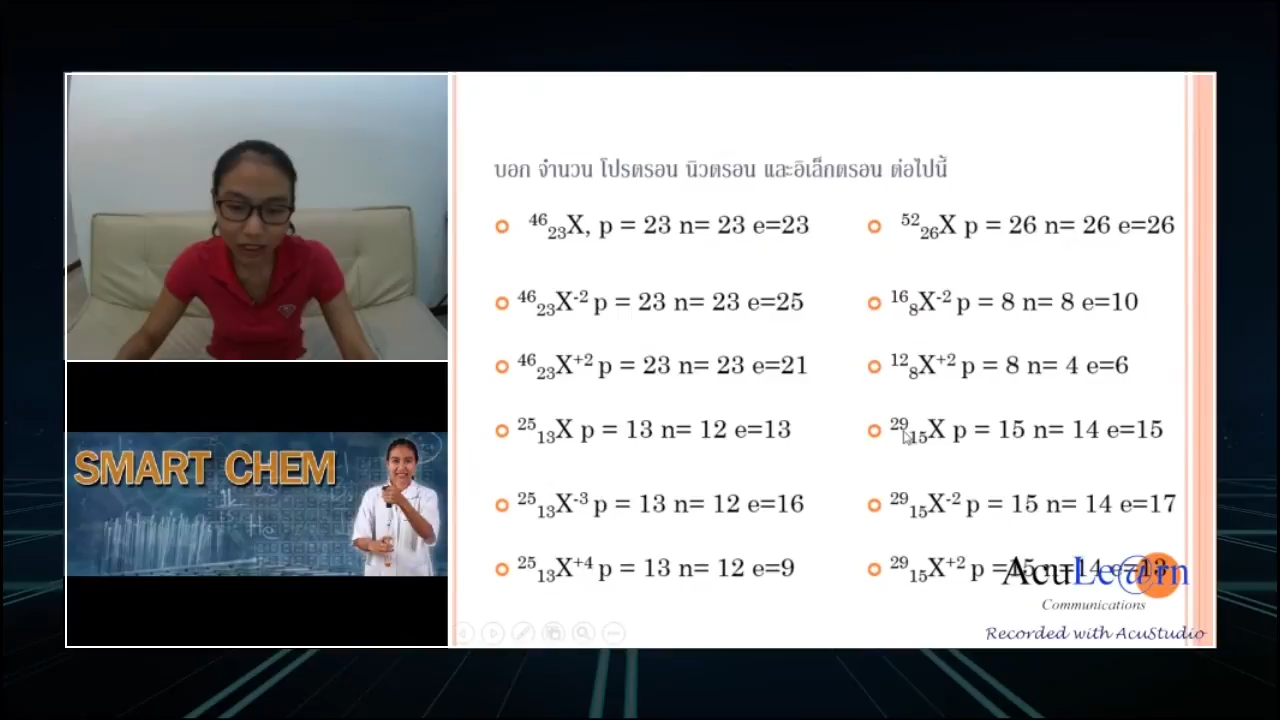 บอก จำนวน โปรตรอน นิวตรอน และอิเล็กตรอน ต่อไปนี้
⁴⁶₂₃X, p = 23 n= 23 e=23
⁴⁶₂₃X⁻² p = 23 n= 23 e=25
⁴⁶₂₃X⁺² p = 23 n= 23 e=21
²⁵₁₃X p = 13 n= 12 e=13
²⁵₁₃X⁻³ p = 13 n= 12 e=16
²⁵₁₃X⁺⁴ p = 13 n= 12 e=9
⁵²₂₆X p = 26 n= 26 e=26
¹⁶₈X⁻² p = 8 n= 8 e=10
¹²₈X⁺² p = 8 n= 4 e=6
²⁹₁₅X p = 15 n= 14 e=15
²⁹₁₅X⁻² p = 15 n= 14 e=17
²⁹₁₅X⁺² p =15 n=14 e=13
SMART CHEM
AcuLe@rn
Communications
Recorded with AcuStudio